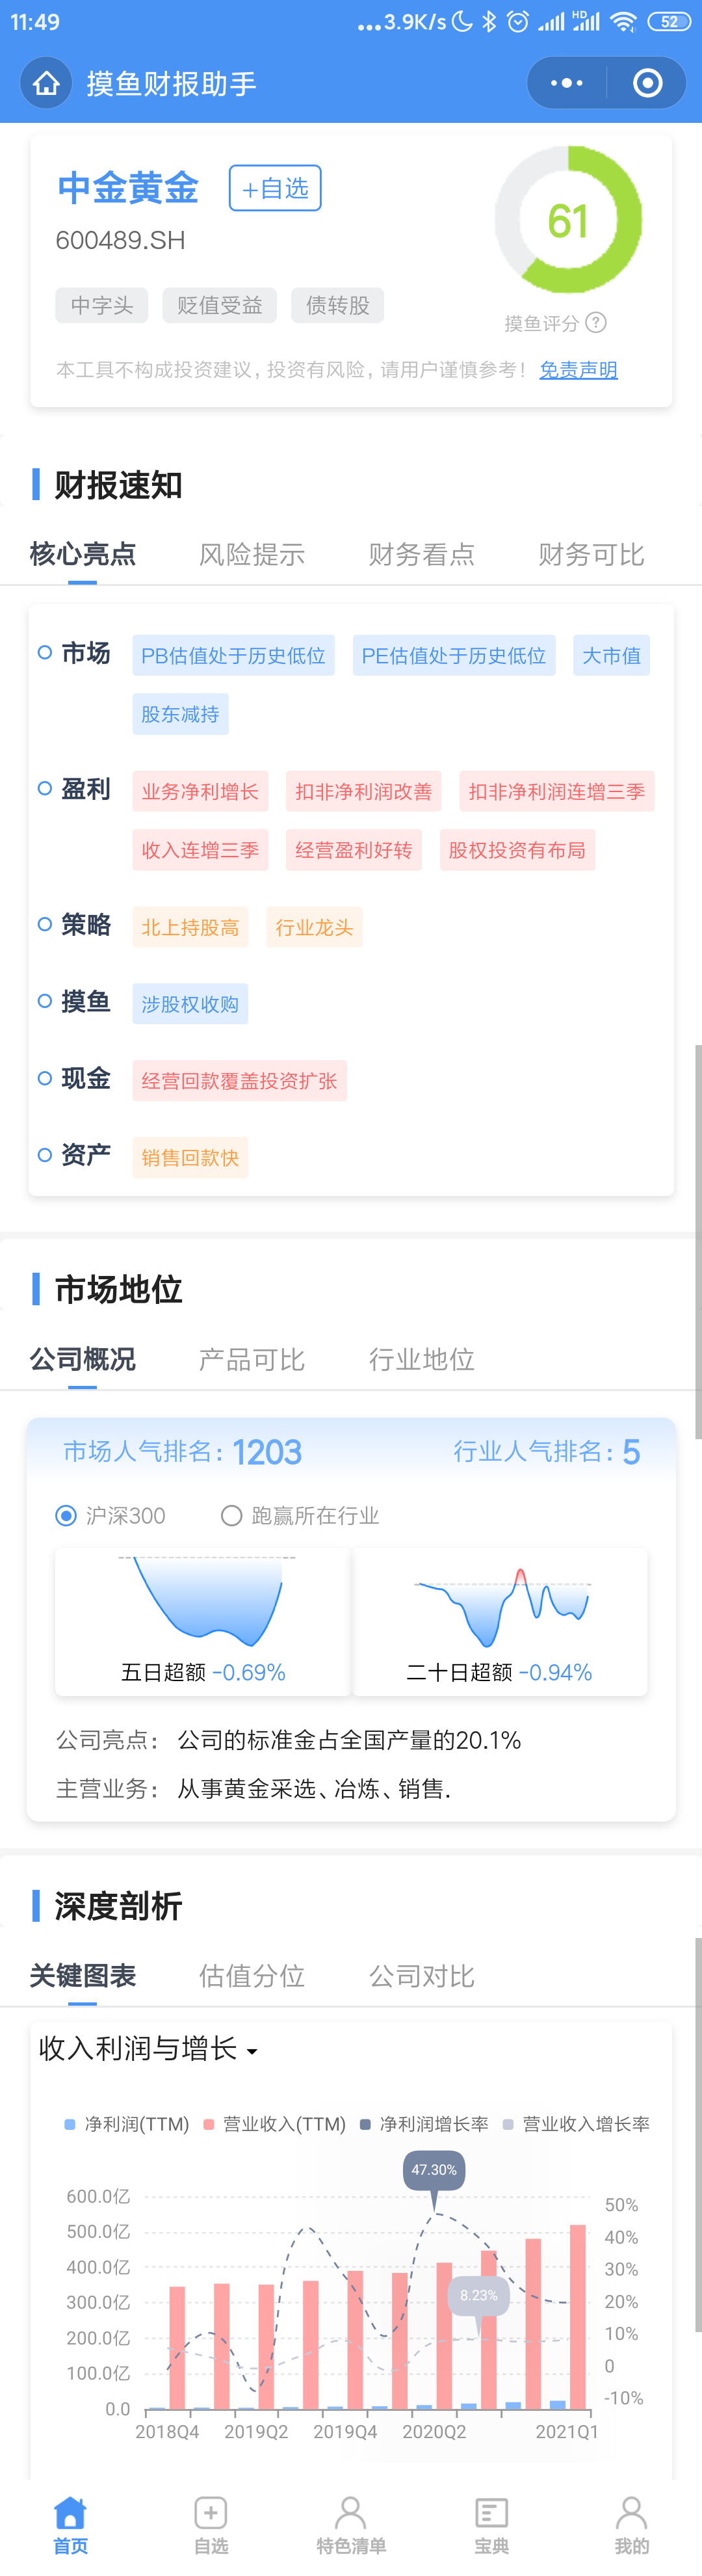 11:49
...3.9K/s HD 52
摸鱼财报助手
中金黄金 +自选
600489.SH
61
中字头 贬值受益 债转股
摸鱼评分 ?
本工具不构成投资建议，投资有风险，请用户谨慎参考！ 免责声明
财报速知
核心亮点 风险提示 财务看点 财务可比
市场 PB估值处于历史低位 PE估值处于历史低位 大市值
股东减持
盈利 业务净利增长 扣非净利润改善 扣非净利润连增三季
收入连增三季 经营盈利好转 股权投资有布局
策略 北上持股高 行业龙头
摸鱼 涉股权收购
现金 经营回款覆盖投资扩张
资产 销售回款快
市场地位
公司概况 产品可比 行业地位
市场人气排名：1203 行业人气排名：5
沪深300 跑赢所在行业
五日超额 -0.69% 二十日超额 -0.94%
公司亮点： 公司的标准金占全国产量的20.1%
主营业务： 从事黄金采选、冶炼、销售.
深度剖析
关键图表 估值分位 公司对比
收入利润与增长
净利润(TTM) 营业收入(TTM) 净利润增长率 营业收入增长率
47.30%
600.0亿 50%
500.0亿 40%
400.0亿 30%
300.0亿 8.23% 20%
200.0亿 10%
100.0亿 0
0.0 -10%
2018Q4 2019Q2 2019Q4 2020Q2 2021Q1
首页 自选 特色清单 宝典 我的